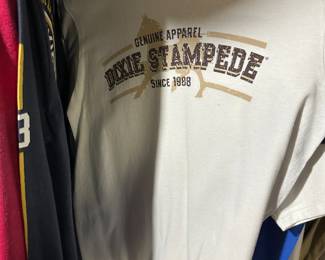 GENUINE APPAREL
DIXIE STAMPEDE
SINCE 1988